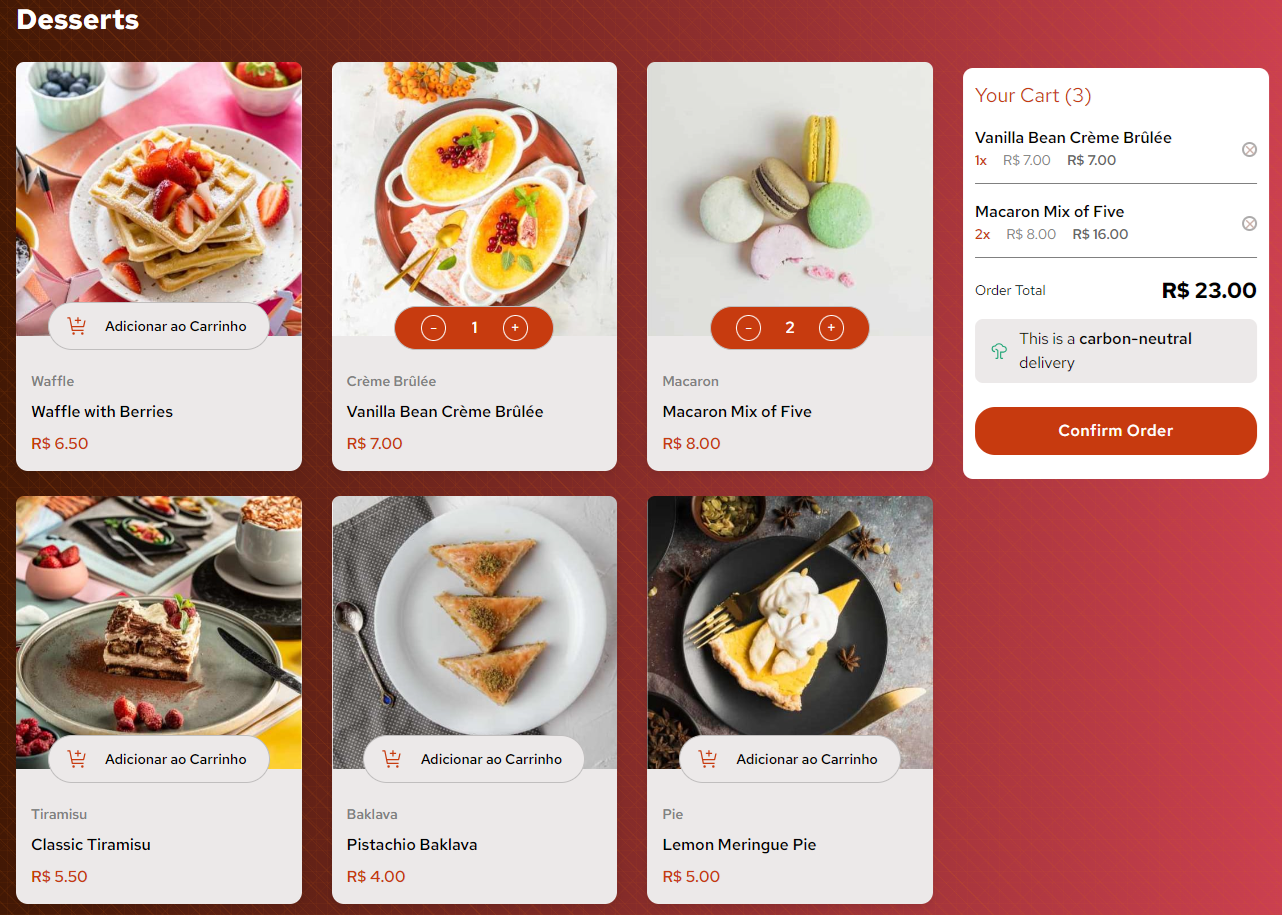 Desserts
Adicionar ao Carrinho
Waffle
Waffle with Berries
R$ 6.50
- 1 +
Crème Brûlée
Vanilla Bean Crème Brûlée
R$ 7.00
- 2 +
Macaron
Macaron Mix of Five
R$ 8.00
Adicionar ao Carrinho
Tiramisu
Classic Tiramisu
R$ 5.50
Adicionar ao Carrinho
Baklava
Pistachio Baklava
R$ 4.00
Adicionar ao Carrinho
Pie
Lemon Meringue Pie
R$ 5.00
Your Cart (3)
Vanilla Bean Crème Brûlée
1x R$ 7.00 R$ 7.00
Macaron Mix of Five
2x R$ 8.00 R$ 16.00
Order Total R$ 23.00
This is a carbon-neutral
delivery
Confirm Order